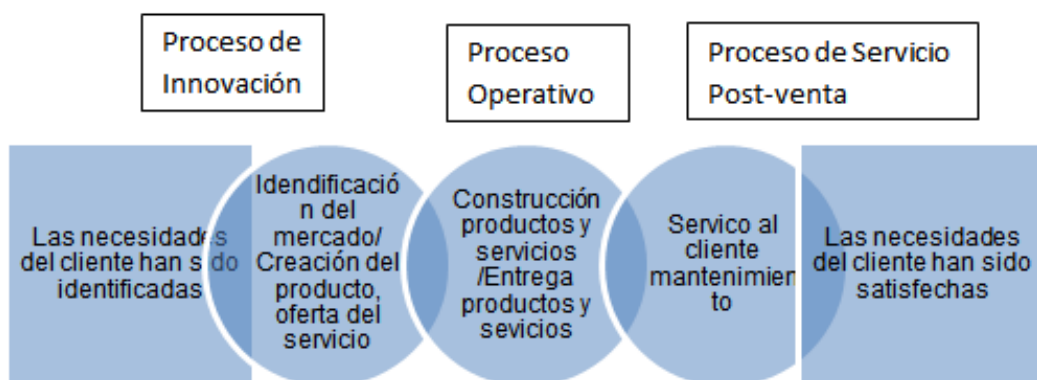 Proceso de
Innovación
Proceso
Operativo
Proceso de Servicio
Post-venta
Las necesidades
del cliente han sido
identificadas
Idendificació
n del
mercado/
Creación del
producto,
oferta del
servicio
Construcción
productos y
servicios
/Entrega
productos y
sevicios
Servico al
cliente
mantenimien
to
Las necesidades
del cliente han sido
satisfechas